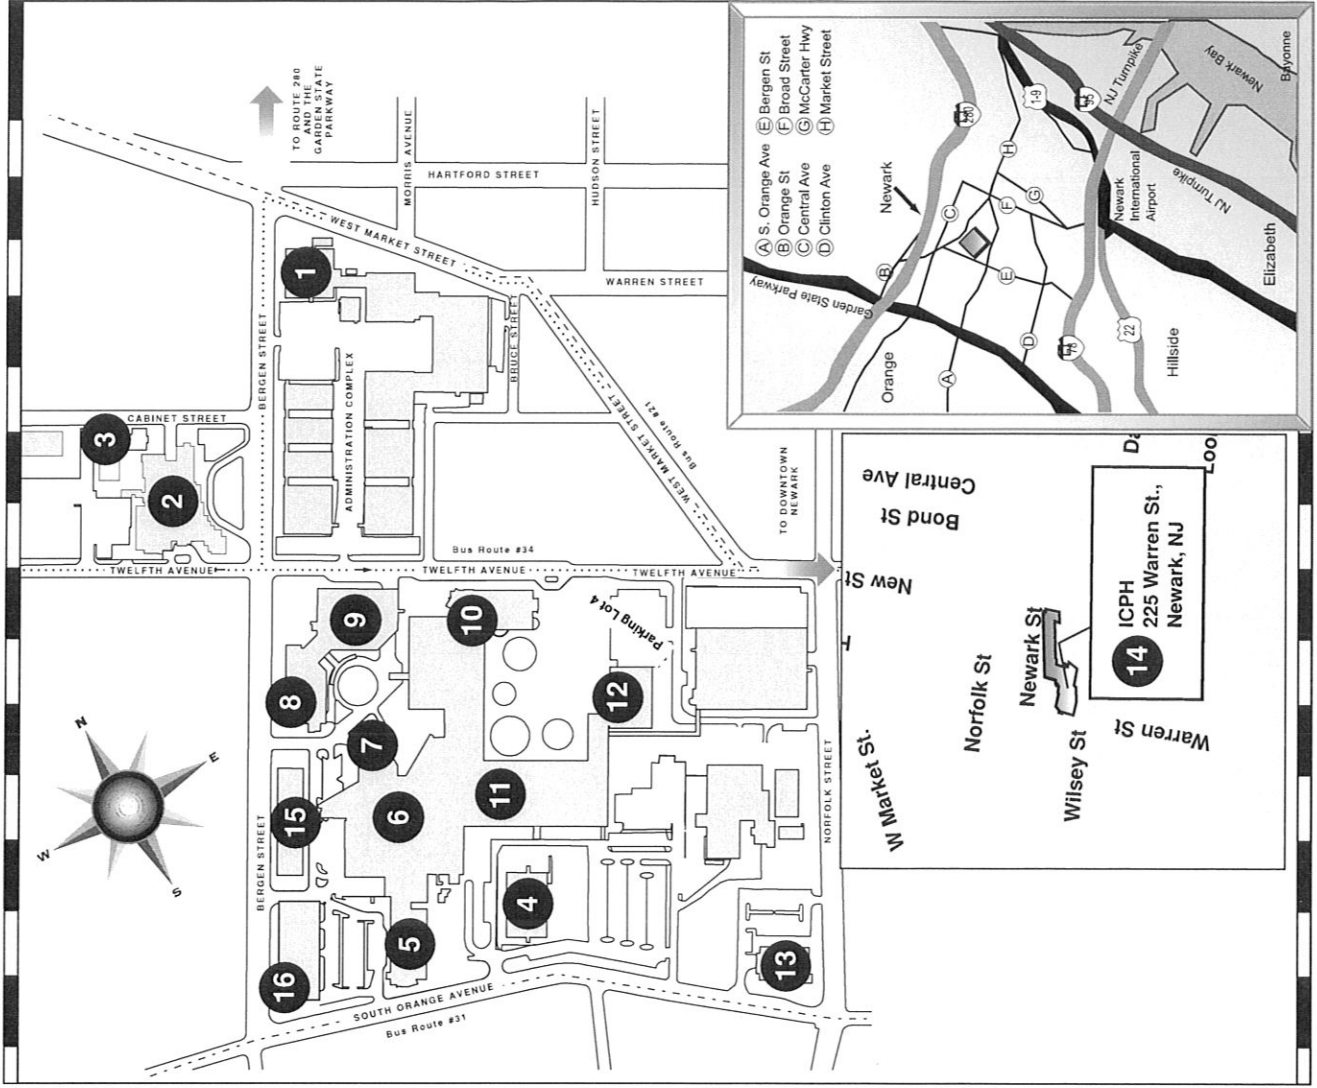 TO ROUTE 280
AND THE
GARDEN STATE
PARKWAY
MORRIS AVENUE
HARTFORD STREET
HUDSON STREET
WEST MARKET STREET
WARREN STREET
1
BERGEN STREET
ADMINISTRATION COMPLEX
BRUCE STREET
CABINET STREET
3
2
WEST MARKET STREET
Bus Route #21
TO DOWNTOWN
NEWARK
Bus Route #34
TWELFTH AVENUE
TWELFTH AVENUE
TWELFTH AVENUE
9
10
Parking Lot 4
8
7
12
15
6
11
N
E
S
W
BERGEN STREET
NORFOLK STREET
16
5
4
13
SOUTH ORANGE AVENUE
Bus Route #31
A S. Orange Ave
B Orange St
C Central Ave
D Clinton Ave
E Bergen St
F Broad Street
G McCarter Hwy
H Market Street
Newark
Orange
Garden State Parkway
280
1-9
95
NJ Turnpike
NJ Turnpike
Newark Bay
Bayonne
Newark
International
Airport
Elizabeth
Hillside
78
22
A
B
C
D
E
F
G
H
Central Ave
Bond St
New St
Norfolk St
Newark St
W Market St.
Wilsey St
Warren St
14
ICPH
225 Warren St.,
Newark, NJ